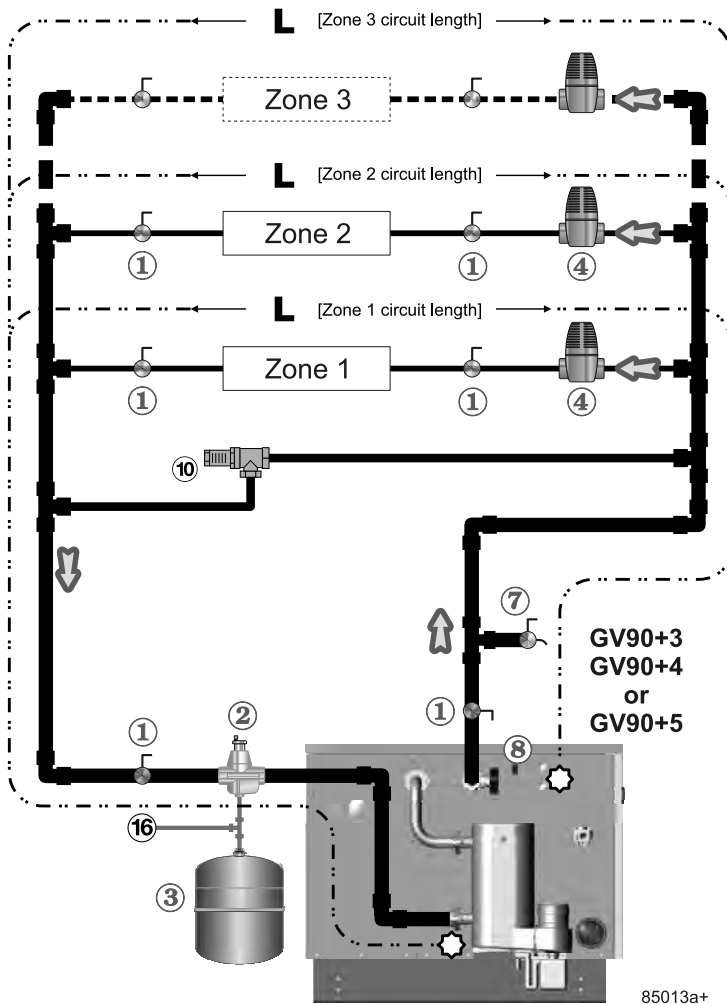 L [Zone 3 circuit length]
Zone 3
L [Zone 2 circuit length]
Zone 2
1 1 4
L [Zone 1 circuit length]
Zone 1
1 1 4
10
7
GV90+3
GV90+4
or
GV90+5
1 2 1
8
16
3
85013a+